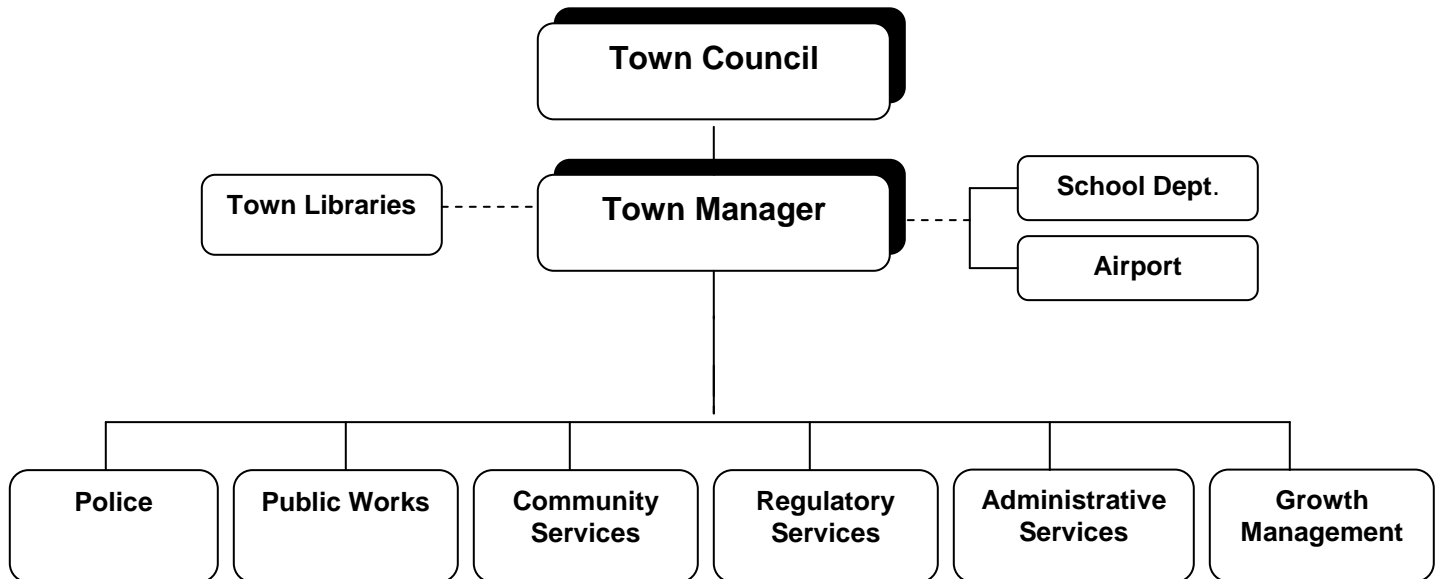 Town Council
Town Libraries
Town Manager
School Dept.
Airport
Police
Public Works
Community
Services
Regulatory
Services
Administrative
Services
Growth
Management